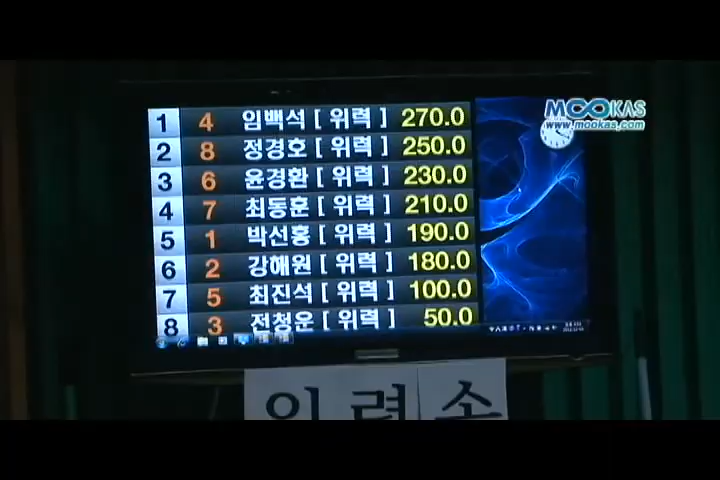 MOOKAS
www.mookas.com
1 4 임백석 [ 위력 ] 270.0
2 8 정경호 [ 위력 ] 250.0
3 6 윤경환 [ 위력 ] 230.0
4 7 최동훈 [ 위력 ] 210.0
5 1 박선홍 [ 위력 ] 190.0
6 2 강해원 [ 위력 ] 180.0
7 5 최진석 [ 위력 ] 100.0
8 3 전청운 [ 위력 ] 50.0
위 력